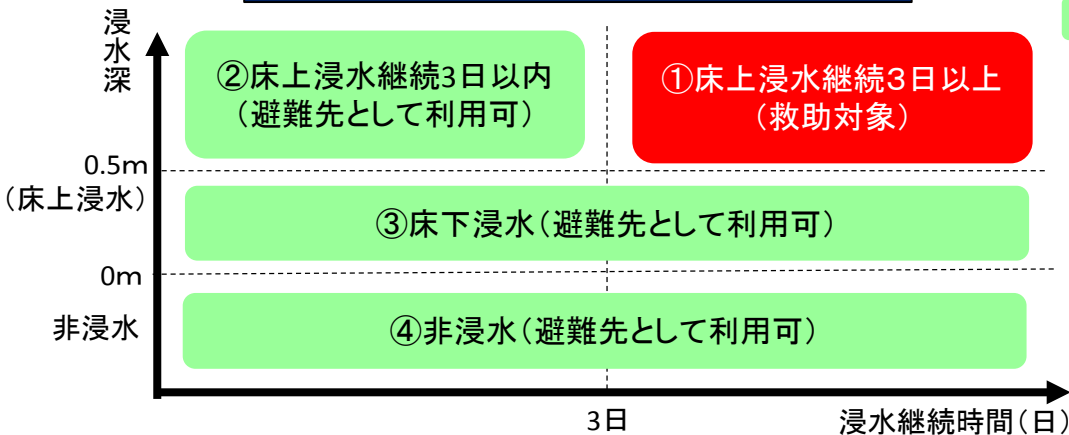 浸水深
②床上浸水継続3日以内
(避難先として利用可)
①床上浸水継続３日以上
(救助対象)
0.5m
(床上浸水)
③床下浸水(避難先として利用可)
0m
非浸水
④非浸水(避難先として利用可)
3日
浸水継続時間(日)